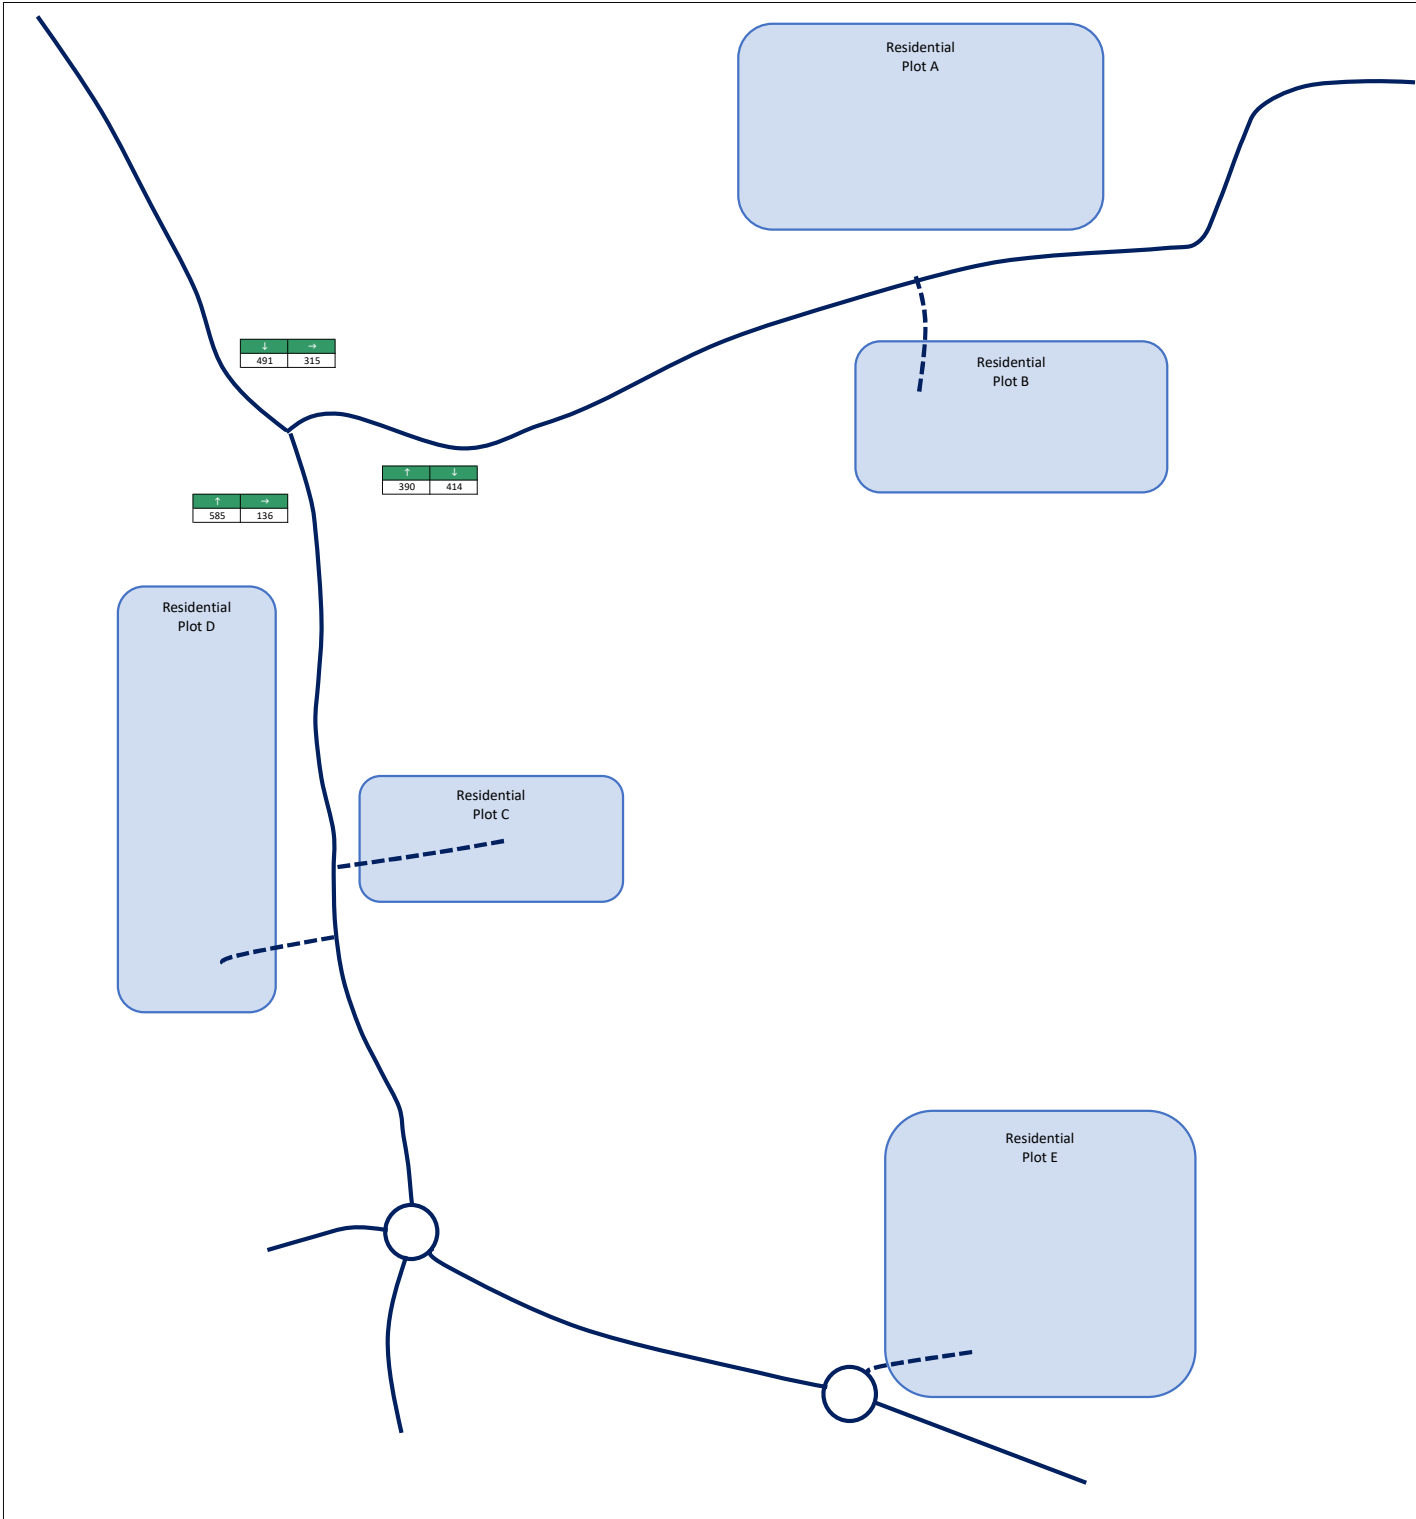 Residential
Plot A
↓ →
491 315
Residential
Plot B
↑ ↓
390 414
↑ →
585 136
Residential
Plot D
Residential
Plot C
Residential
Plot E